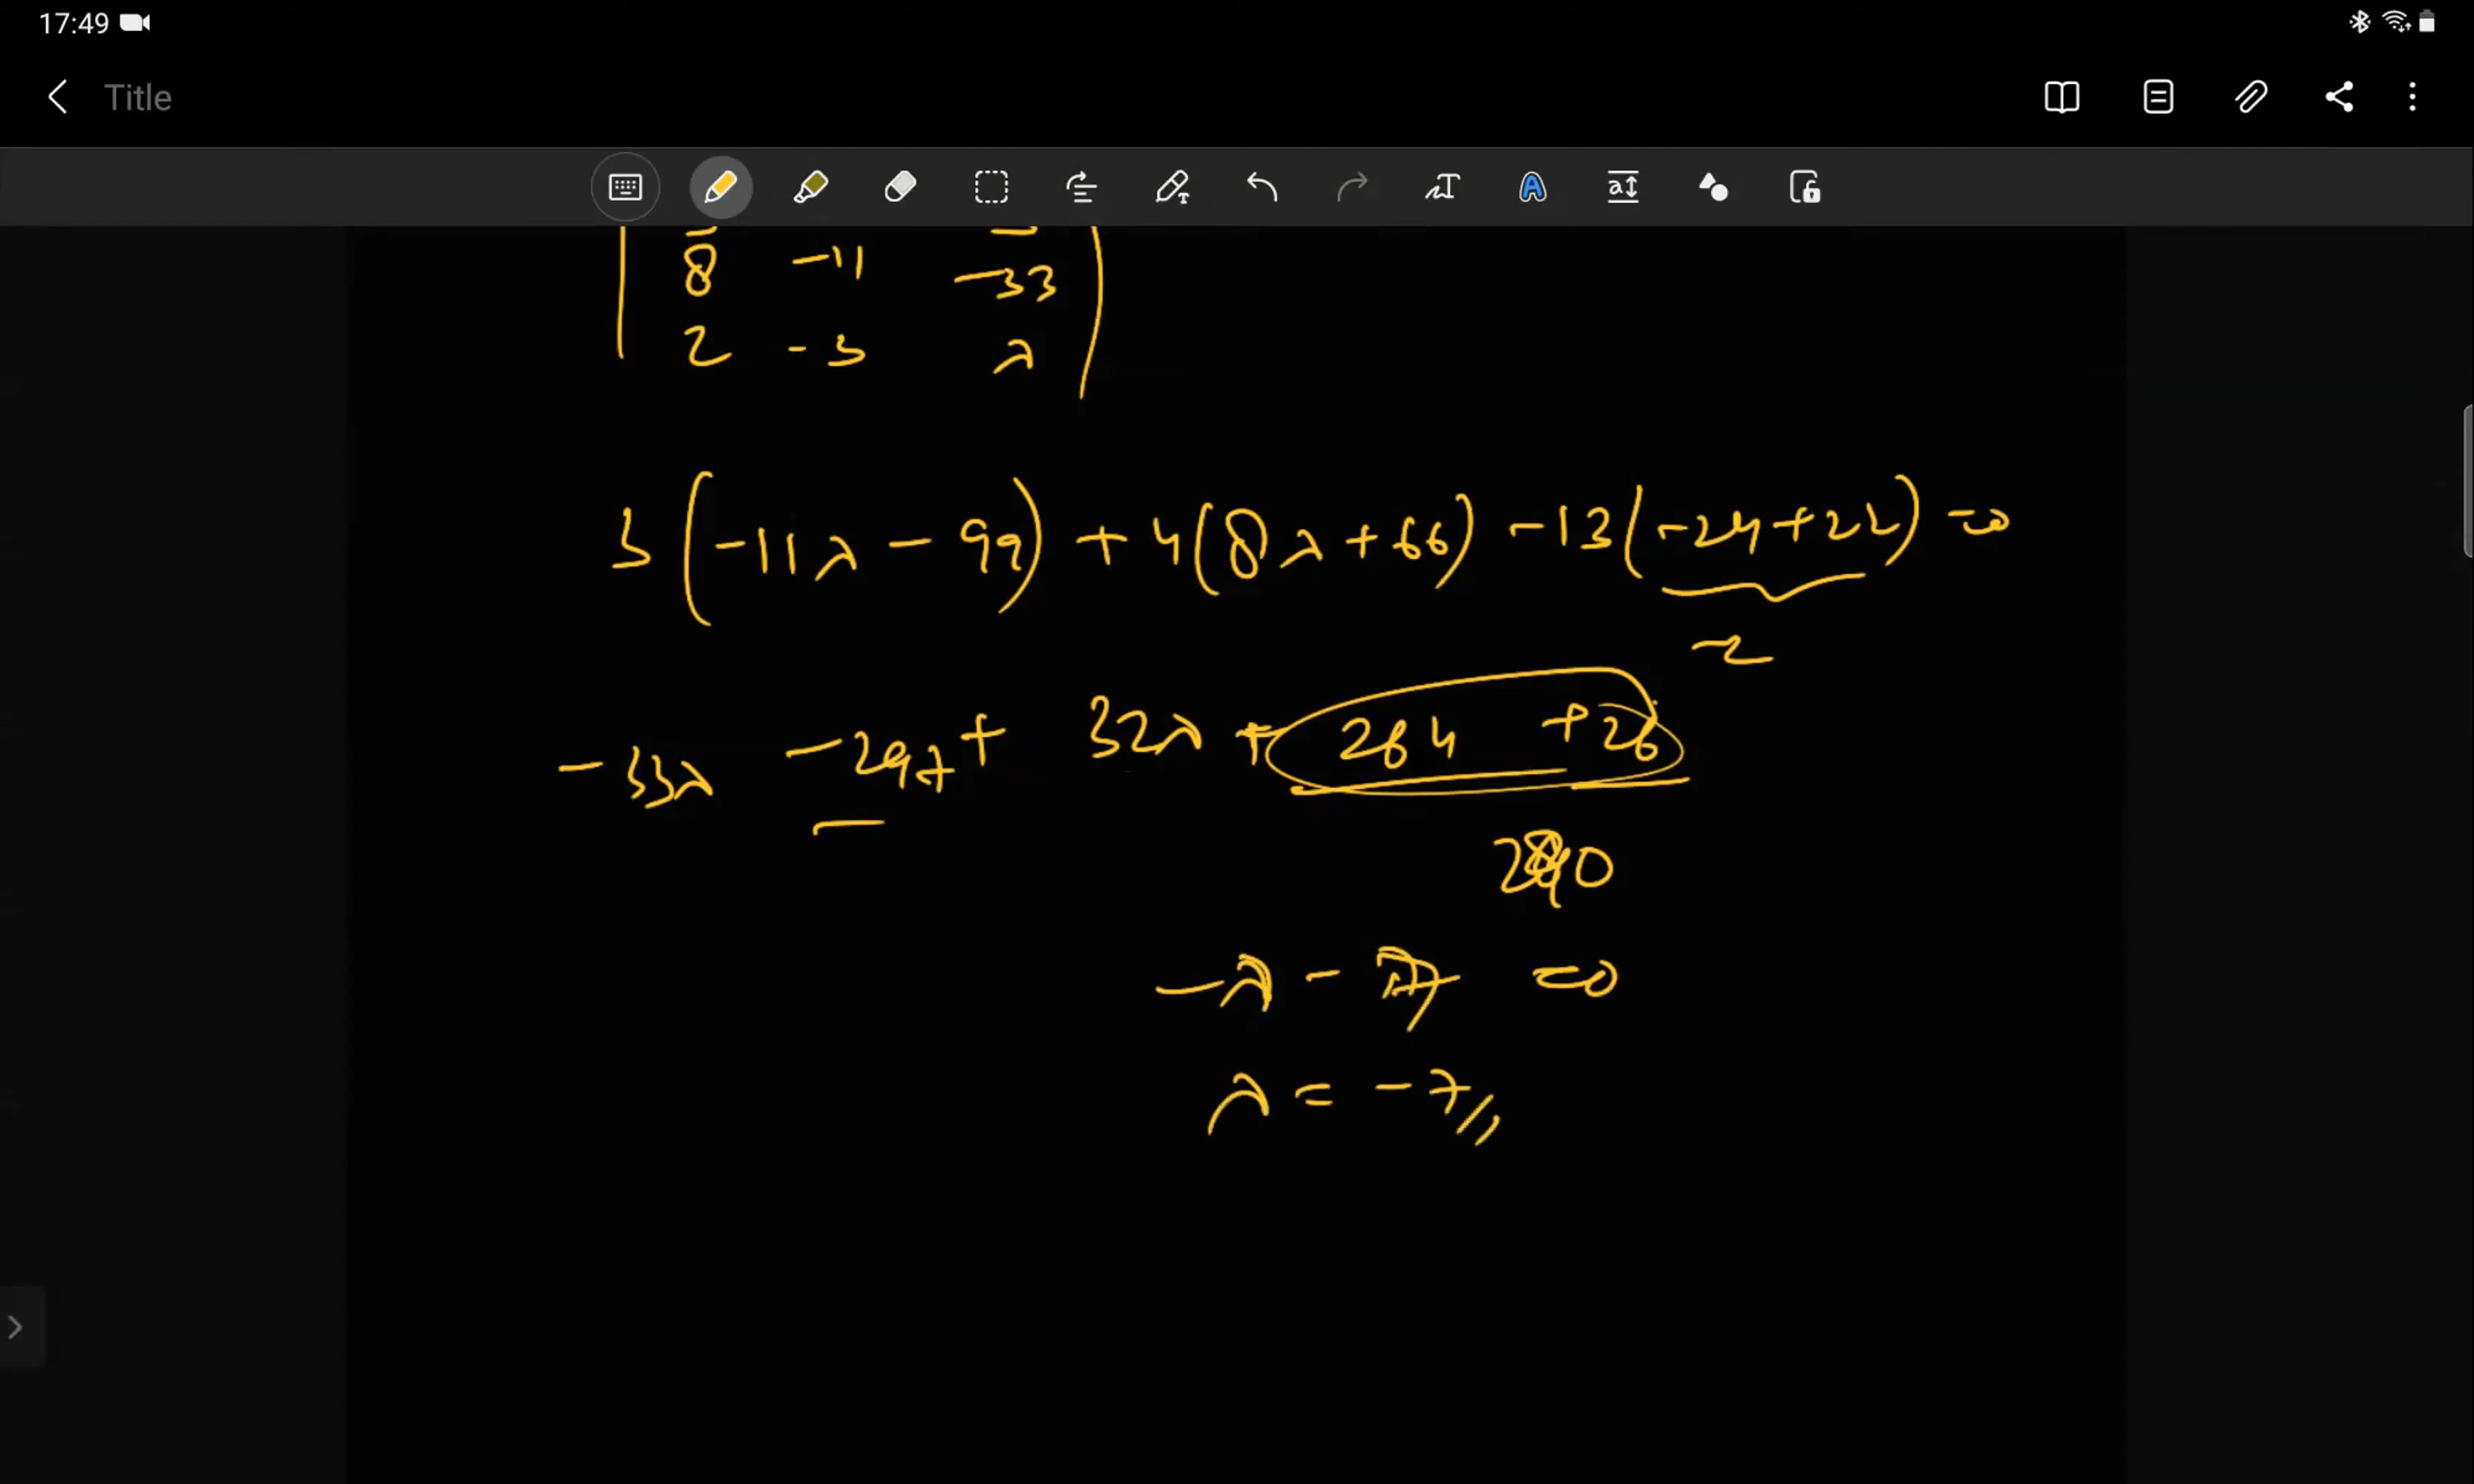 17:49
Title
8 -11 -33
2 -3 λ
3(-11λ - 99) + 4(8λ + 66) - 13(-24 + 22) = 0
-2
-33λ - 297 + 32λ + 264 + 26
290
-λ - 7 = 0
λ = -7//